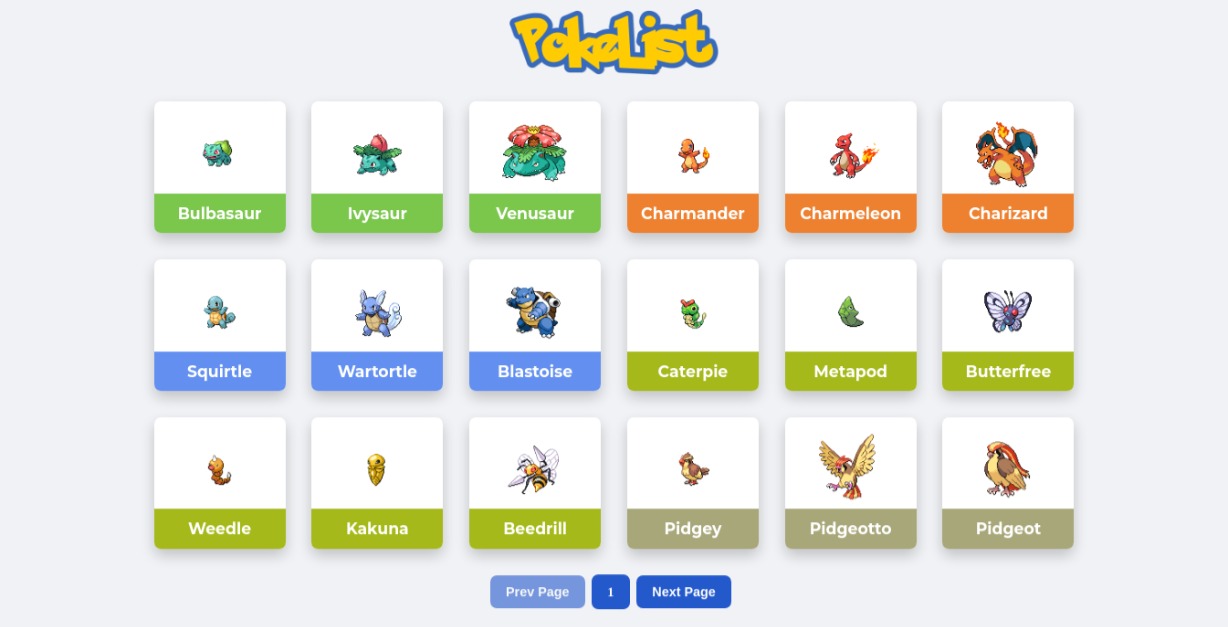 PokeList
Bulbasaur Ivysaur Venusaur Charmander Charmeleon Charizard
Squirtle Wartortle Blastoise Caterpie Metapod Butterfree
Weedle Kakuna Beedrill Pidgey Pidgeotto Pidgeot
Prev Page 1 Next Page